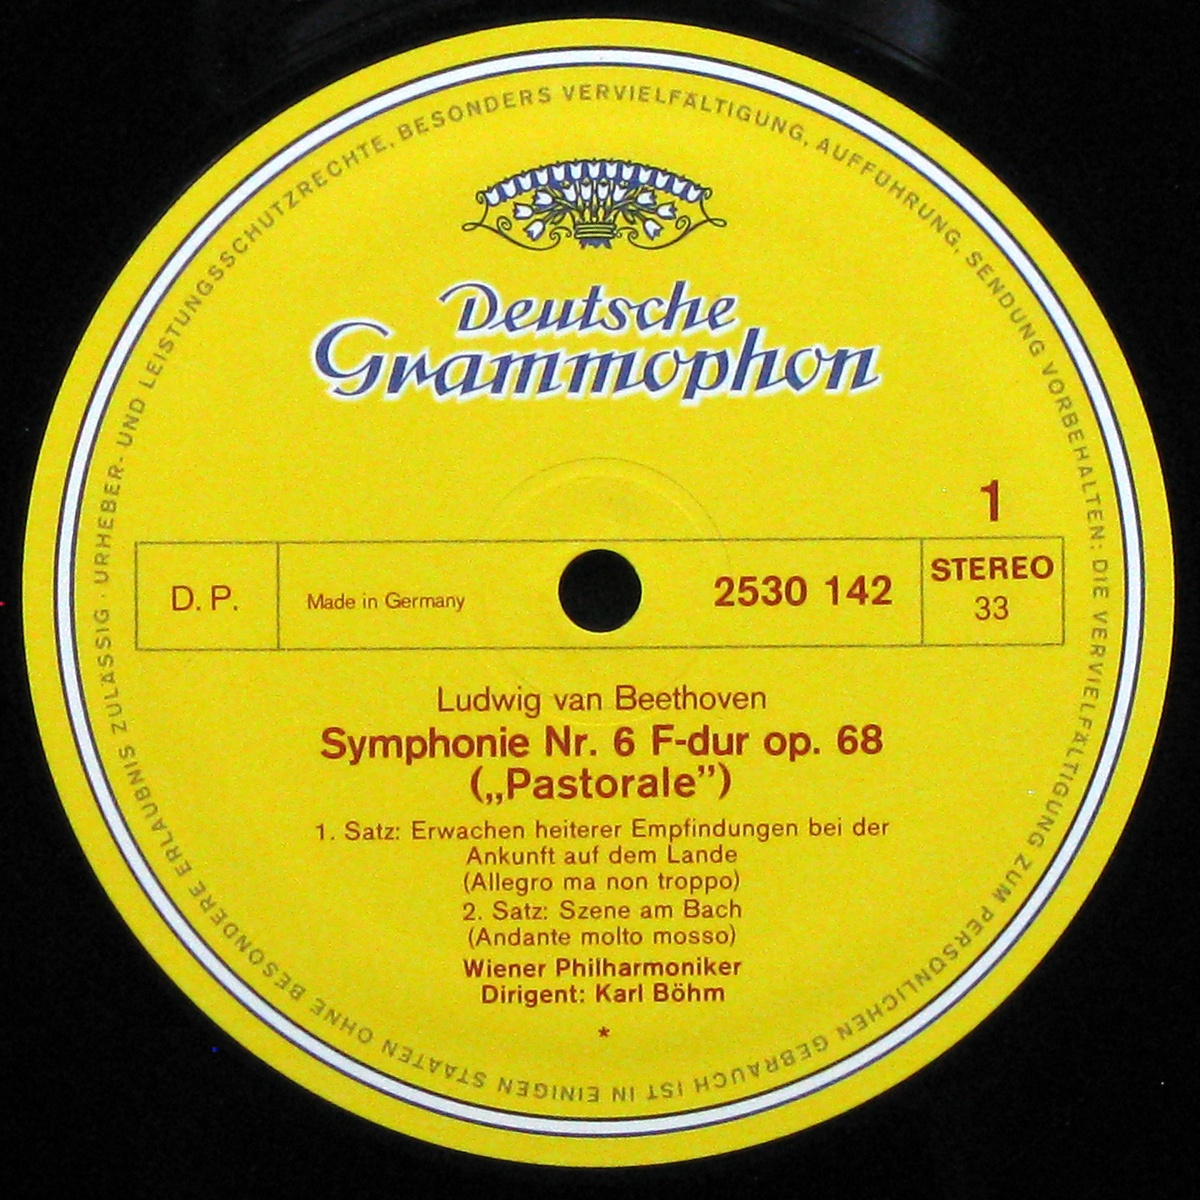 URHEBER- UND LEISTUNGSSCHUTZRECHTE, BESONDERS VERVIELFÄLTIGUNG, AUFFÜHRUNG, SENDUNG VORBEHALTEN: DIE VERVIELFÄLTIGUNG ZUM PERSÖNLICHEN GEBRAUCH IST IN EINIGEN STAATEN OHNE BESONDERE ERLAUBNIS ZULÄSSIG ·
Deutsche
Grammophon
1
D. P.
Made in Germany
2530 142
STEREO
33
Ludwig van Beethoven
Symphonie Nr. 6 F-dur op. 68
(„Pastorale”)
1. Satz: Erwachen heiterer Empfindungen bei der
Ankunft auf dem Lande
(Allegro ma non troppo)
2. Satz: Szene am Bach
(Andante molto mosso)
Wiener Philharmoniker
Dirigent: Karl Böhm
*